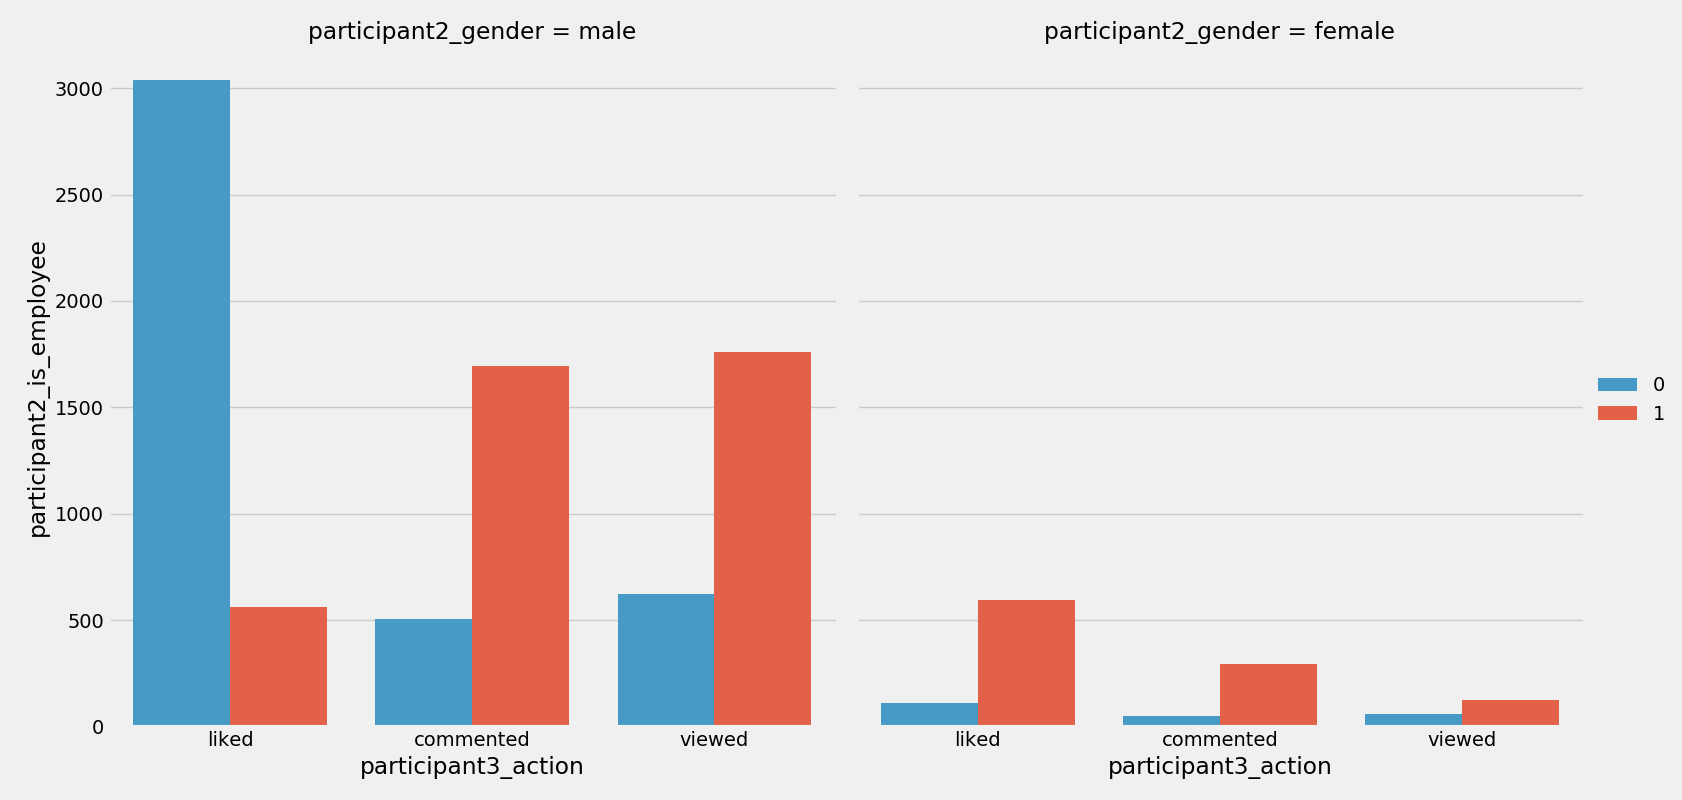 participant2_gender = male
participant2_gender = female
3000
2500
2000
1500
1000
500
0
participant2_is_employee
liked commented viewed
participant3_action
liked commented viewed
participant3_action
0
1